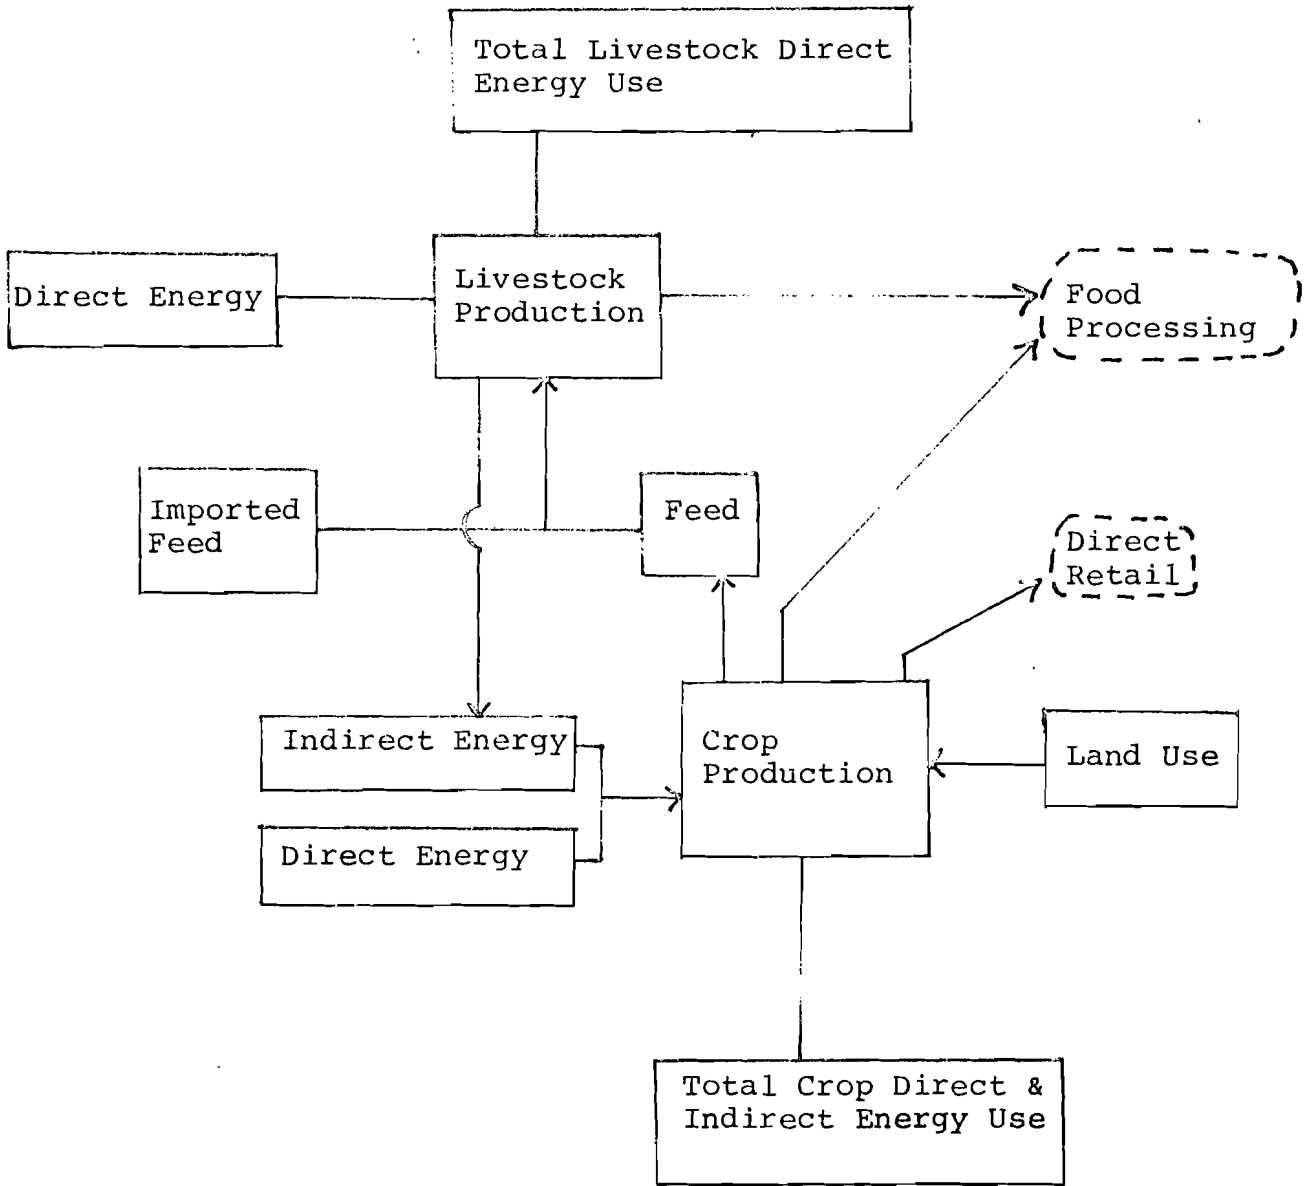 Total Livestock Direct
Energy Use
Direct Energy
Livestock
Production
Food
Processing
Imported
Feed
Feed
Direct
Retail
Indirect Energy
Direct Energy
Crop
Production
Land Use
Total Crop Direct &
Indirect Energy Use